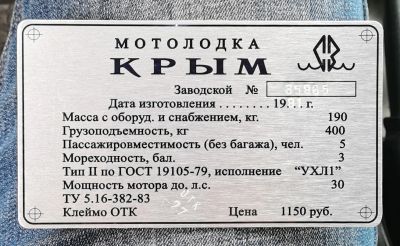 МОТОЛОДКА
КРЫМ
Заводской №
Дата изготовления . . . . . . . . 19 . . . г.
Масса с оборуд. и снабжением, кг. 190
Грузоподъемность, кг 400
Пассажировместимость (без багажа), чел. 5
Мореходность, бал. 3
Тип II по ГОСТ 19105-79, исполнение “УХЛ1”
Мощность мотора до, л.с. 30
ТУ 5.16-382-83
Клеймо ОТК Цена 1150 руб.